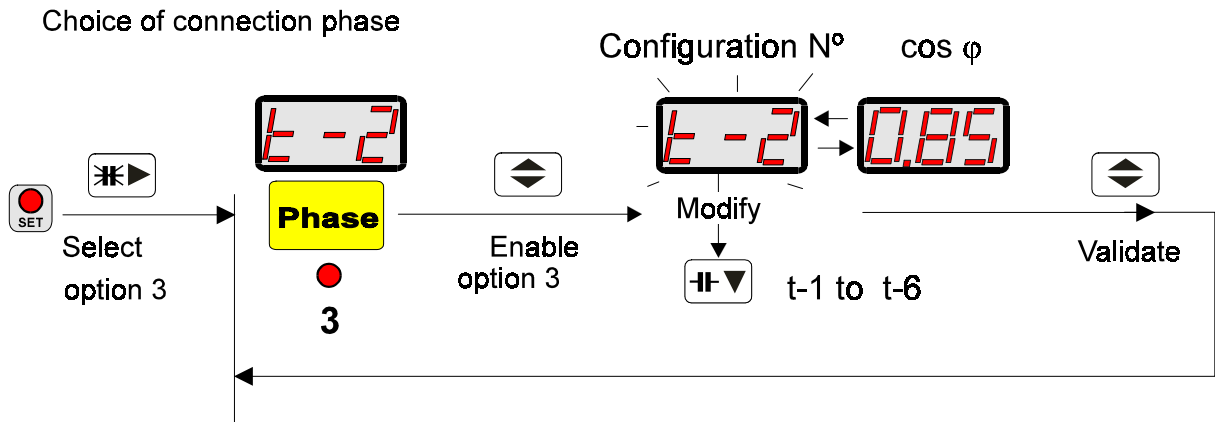 Choice of connection phase
Configuration Nº cos φ
t-2
t-2 0.85
SET
Phase
Modify
Select
option 3
Enable
option 3
Validate
t-1 to t-6
3